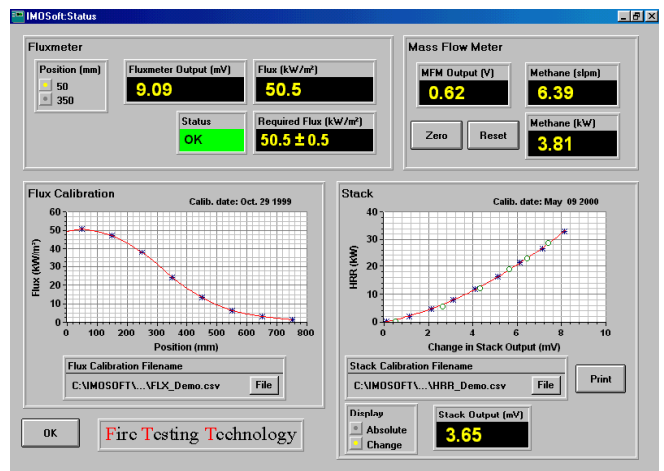 IMOSoft:Status
Fluxmeter
Position (mm)
50
350
Fluxmeter Output (mV)
9.09
Flux (kW/m²)
50.5
Status
OK
Required Flux (kW/m²)
50.5 ± 0.5
Mass Flow Meter
MFM Output (V)
0.62
Methane (slpm)
6.39
Zero
Reset
Methane (kW)
3.81
Flux Calibration
Calib. date: Oct. 29 1999
Flux (kW/m²)
60
50
40
30
20
10
0
0 100 200 300 400 500 600 700 800
Position (mm)
Flux Calibration Filename
C:\IMOSOFT\...\FLX_Demo.csv
File
Stack
Calib. date: May 09 2000
HRR (kW)
40
30
20
10
0
0 2 4 6 8 10
Change in Stack Output (mV)
Stack Calibration Filename
C:\IMOSOFT\...\HRR_Demo.csv
File
Print
Display
Absolute
Change
Stack Output (mV)
3.65
OK
Fire Testing Technology